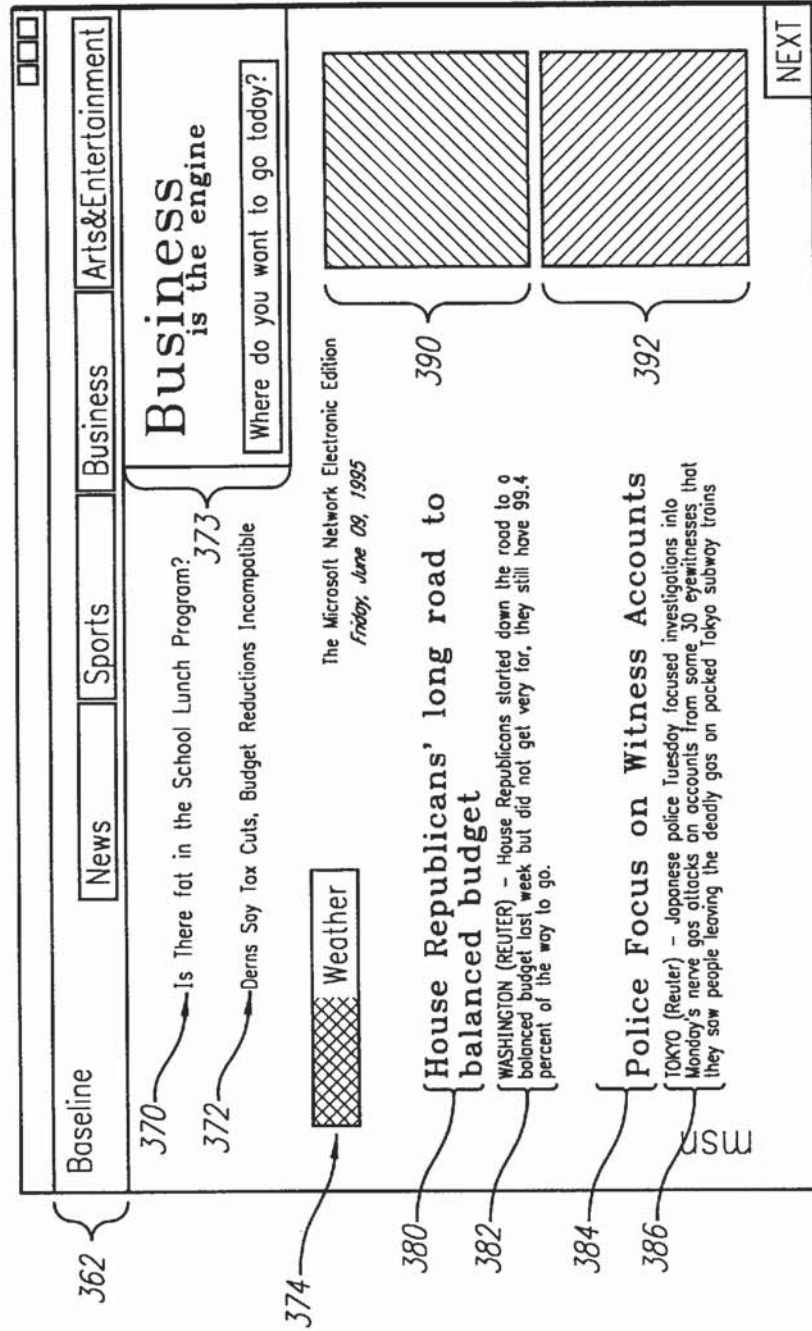 Baseline
News
Sports
Business
Arts&Entertainment
362
370
Is There fat in the School Lunch Program?
372
Derns Say Tax Cuts, Budget Reductions Incompatible
373
Business
is the engine
Where do you want to go today?
374
Weather
The Microsoft Network Electronic Edition
Friday, June 09, 1995
380
House Republicans' long road to
balanced budget
382
WASHINGTON (REUTER) – House Republicans started down the road to a
balanced budget last week but did not get very far, they still have 99.4
percent of the way to go.
390
384
Police Focus on Witness Accounts
386
TOKYO (Reuter) – Japanese police Tuesday focused investigations into
Monday's nerve gas attacks on accounts from some 30 eyewitnesses that
they saw people leaving the deadly gas on packed Tokyo subway trains
392
msn
NEXT